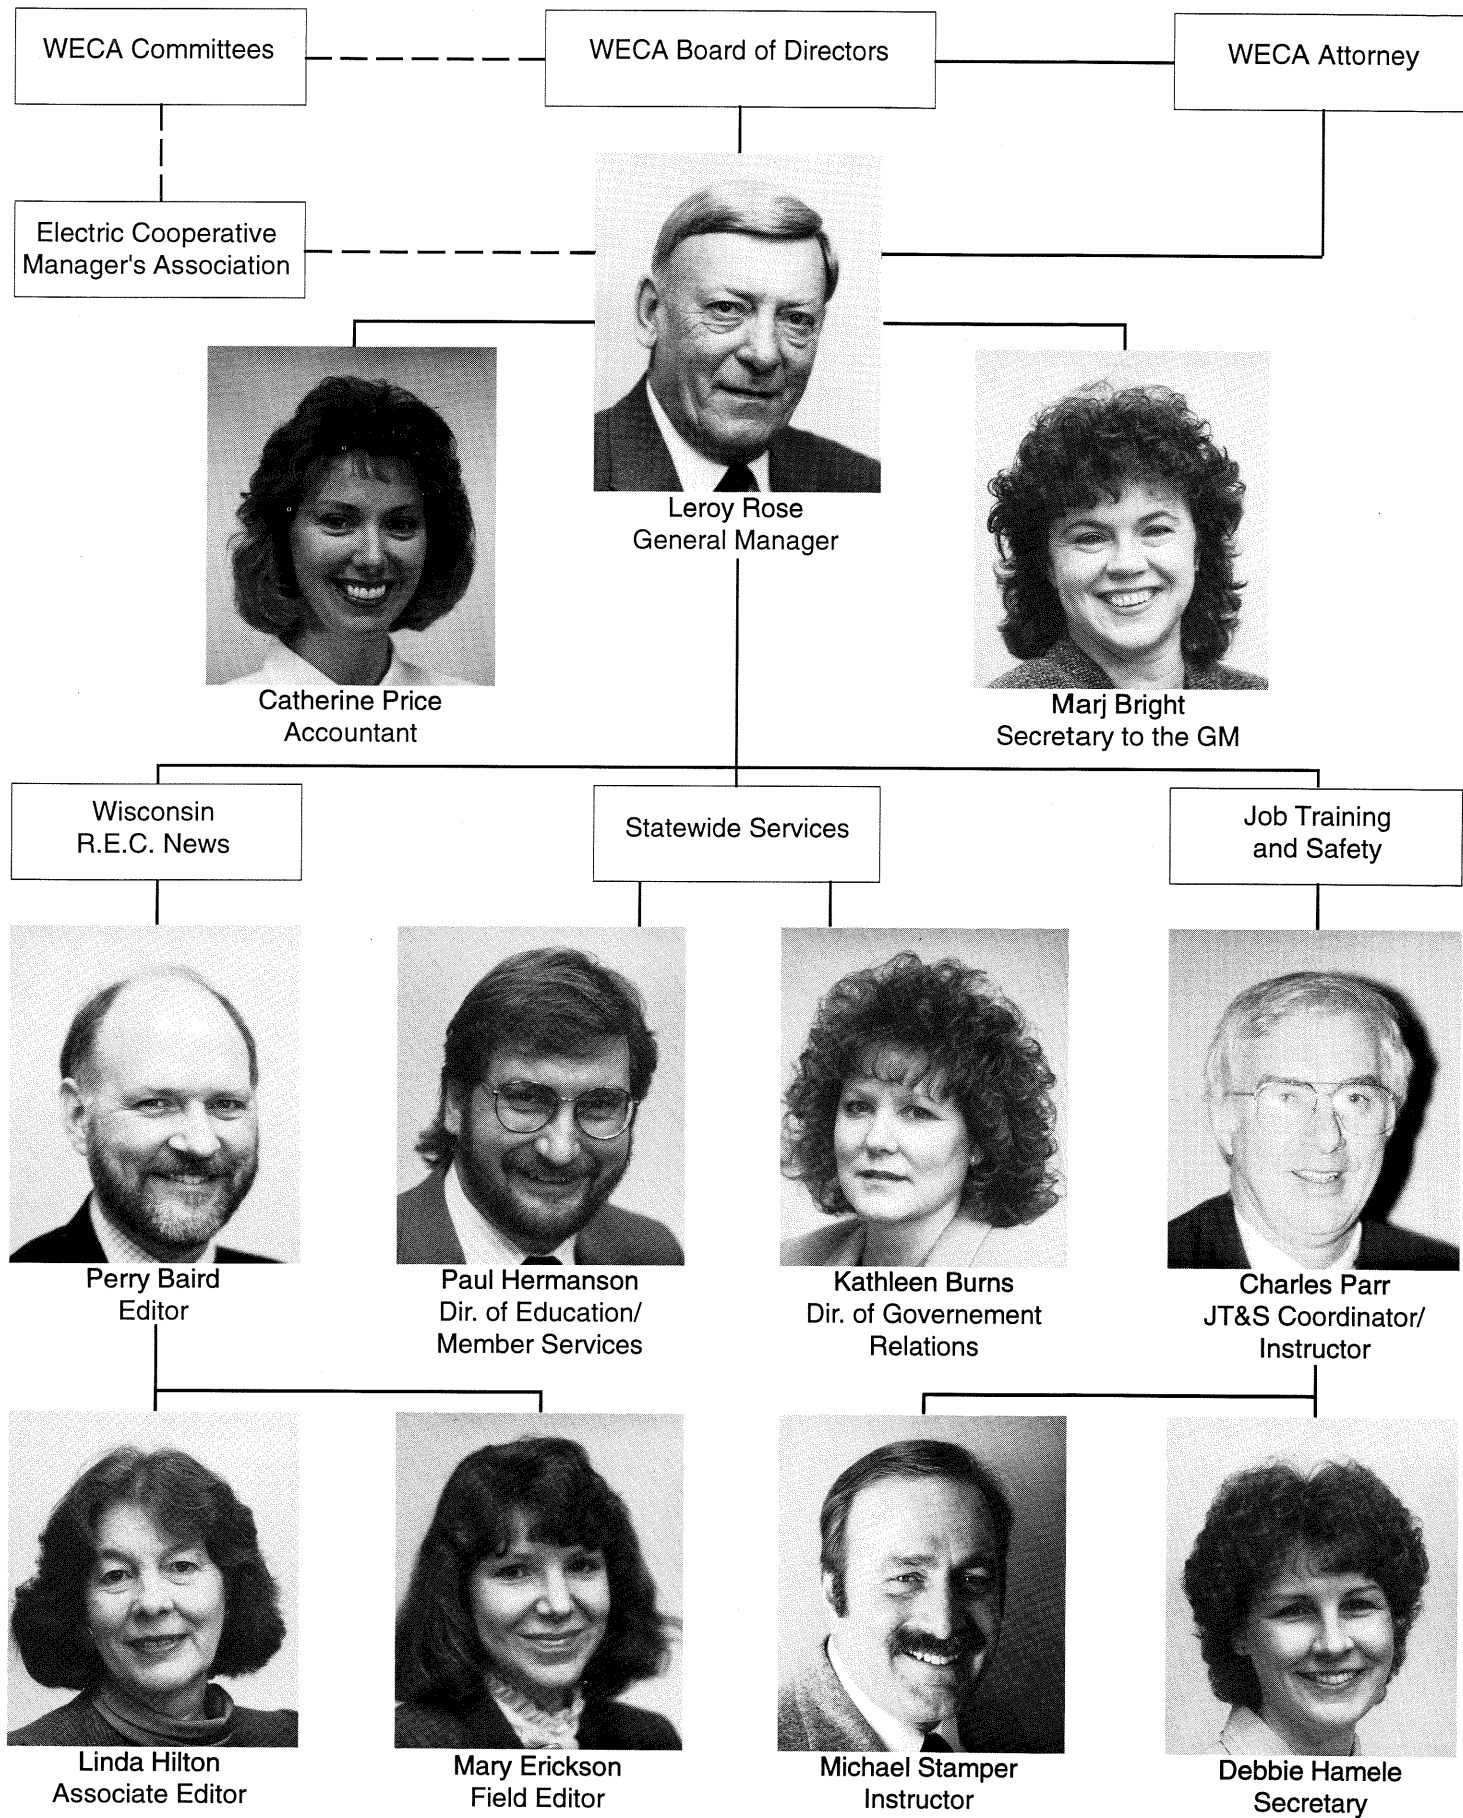 WECA Committees
WECA Board of Directors
WECA Attorney
Electric Cooperative
Manager's Association
Leroy Rose
General Manager
Catherine Price
Accountant
Marj Bright
Secretary to the GM
Wisconsin
R.E.C. News
Statewide Services
Job Training
and Safety
Perry Baird
Editor
Paul Hermanson
Dir. of Education/
Member Services
Kathleen Burns
Dir. of Governement
Relations
Charles Parr
JT&S Coordinator/
Instructor
Linda Hilton
Associate Editor
Mary Erickson
Field Editor
Michael Stamper
Instructor
Debbie Hamele
Secretary